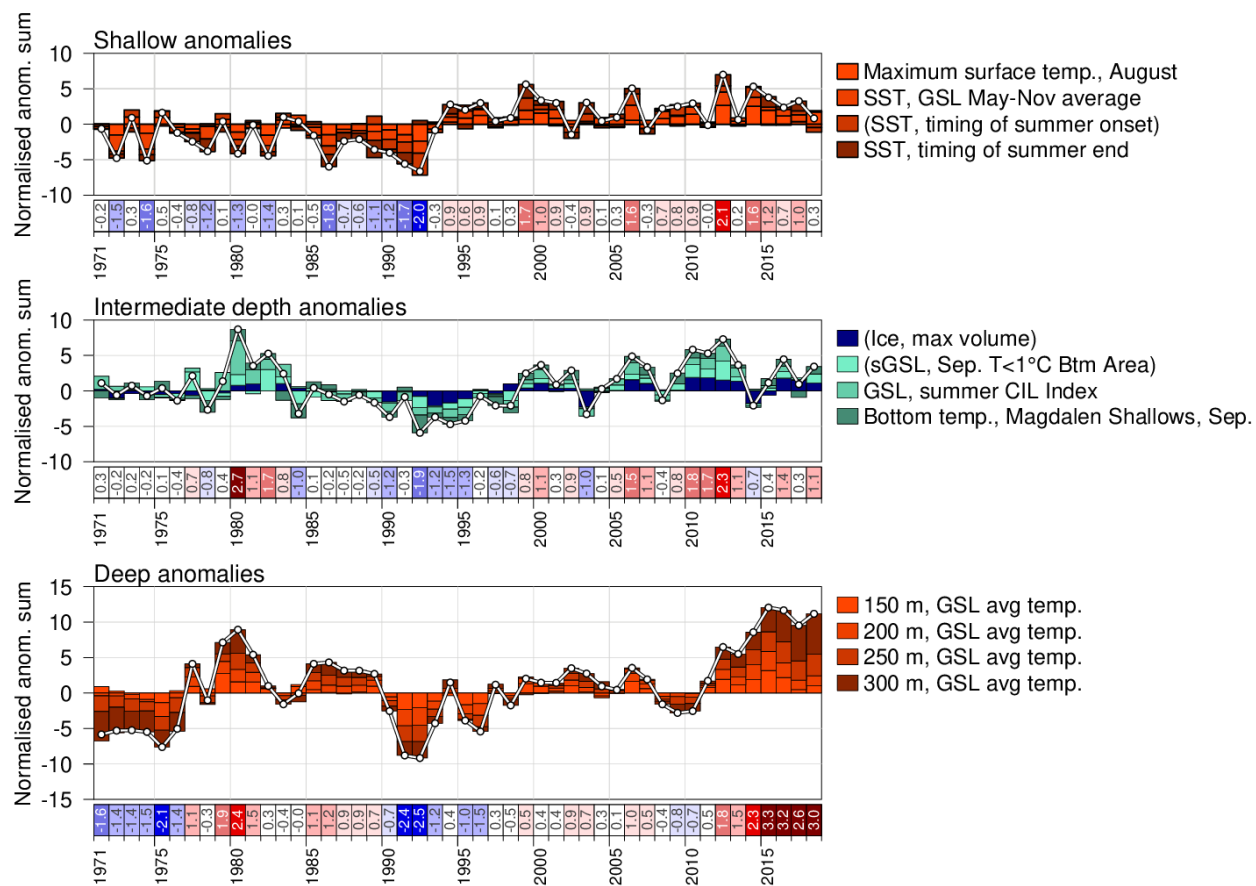 Shallow anomalies
Normalised anom. sum
10
5
0
-5
-10
Maximum surface temp., August
SST, GSL May-Nov average
(SST, timing of summer onset)
SST, timing of summer end
-0.2 -1.5 0.3 -1.6 0.5 -0.4 -0.8 -1.2 0.1 -1.3 -0.0 -1.4 0.3 0.1 -0.5 -1.8 -0.7 -0.6 -1.1 -1.2 -1.7 -2.0 -0.3 0.9 0.6 0.9 0.1 0.3 1.7 1.0 0.9 -0.4 0.9 0.1 0.3 1.6 -0.3 0.7 0.8 0.9 -0.0 2.1 0.2 1.6 1.2 0.7 1.0 0.3
1971 1975 1980 1985 1990 1995 2000 2005 2010 2015
Intermediate depth anomalies
Normalised anom. sum
10
5
0
-5
-10
(Ice, max volume)
(sGSL, Sep. T<1°C Btm Area)
GSL, summer CIL Index
Bottom temp., Magdalen Shallows, Sep.
0.3 -0.2 0.2 -0.2 0.1 -0.4 0.7 -0.8 0.4 2.7 1.1 1.7 0.8 -1.0 0.1 -0.2 -0.5 -0.2 -0.5 -1.2 -0.3 -1.9 -1.2 -1.5 -1.3 -0.2 -0.6 -0.7 0.8 1.1 0.3 0.9 -1.0 0.1 0.5 1.5 1.1 -0.4 0.8 1.8 1.7 2.3 1.1 -0.7 0.4 1.4 0.3 1.1
1971 1975 1980 1985 1990 1995 2000 2005 2010 2015
Deep anomalies
Normalised anom. sum
15
10
5
0
-5
-10
-15
150 m, GSL avg temp.
200 m, GSL avg temp.
250 m, GSL avg temp.
300 m, GSL avg temp.
-1.6 -1.4 -1.4 -1.5 -2.1 -1.4 1.1 -0.3 1.9 2.4 1.5 0.3 -0.4 -0.0 1.1 1.2 0.9 0.9 0.7 -0.7 -2.4 -2.5 -1.2 0.4 -1.0 -1.5 0.3 -0.5 0.5 0.4 0.4 0.9 0.7 0.3 0.1 1.0 0.5 -0.4 -0.8 -0.7 0.5 1.8 1.5 2.3 3.3 3.2 2.6 3.0
1971 1975 1980 1985 1990 1995 2000 2005 2010 2015